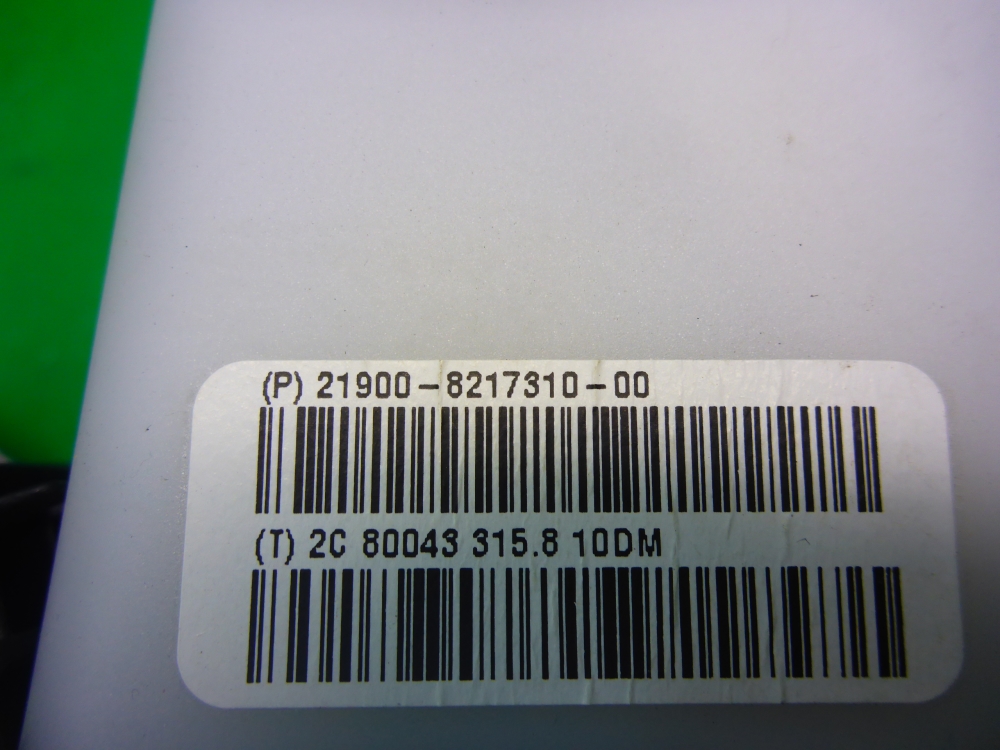 (P) 21900-8217310-00
(T) 2C 80043 315.8 10DM